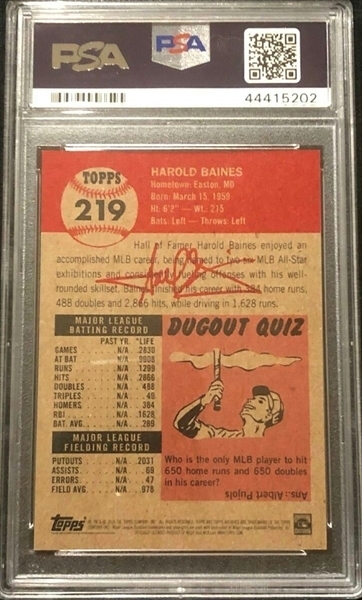 PSA
PSA
44415202
TOPPS
219
HAROLD BAINES
Hometown: Easton, MD
Born: March 15, 1959
Ht: 6'2" — Wt.: 215
Bats: Left — Throws: Left
Hall of Famer Harold Baines enjoyed an
accomplished MLB career, being named to two six MLB All-Star
exhibitions and offenses with his well-
rounded skillset. Baines finished his career with 384 home runs,
488 doubles and 2,866 hits, while driving in 1,628 runs.
MAJOR LEAGUE
BATTING RECORD
PAST YR. LIFE
GAMES N/A 2830
AT BAT N/A 9908
RUNS N/A 1299
HITS N/A 2866
DOUBLES N/A 488
TRIPLES N/A 49
HOMERS N/A 384
RBI N/A 1628
BAT. AVG. N/A .289
MAJOR LEAGUE
FIELDING RECORD
PUTOUTS N/A 2031
ASSISTS N/A 69
ERRORS N/A 47
FIELD AVG. N/A .978
DUGOUT QUIZ
Who is the only MLB player to hit
650 home runs and 650 doubles
in his career?
Ans.: Albert Pujols
Topps